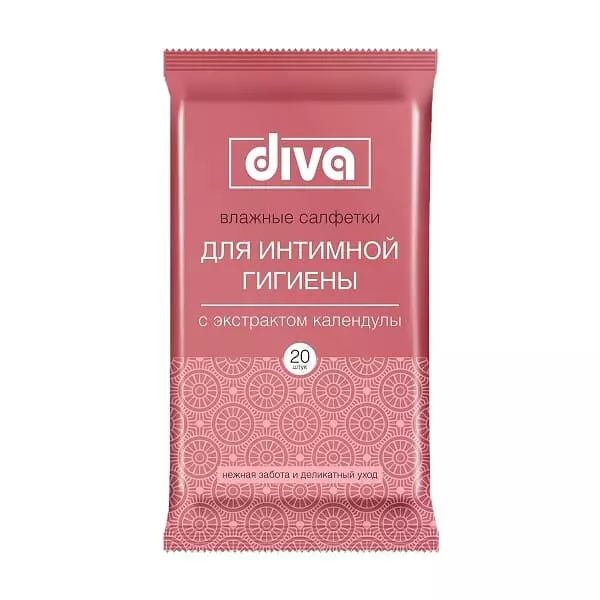 diva
влажные салфетки
ДЛЯ ИНТИМНОЙ
ГИГИЕНЫ
с экстрактом календулы
20
штук
нежная забота и деликатный уход